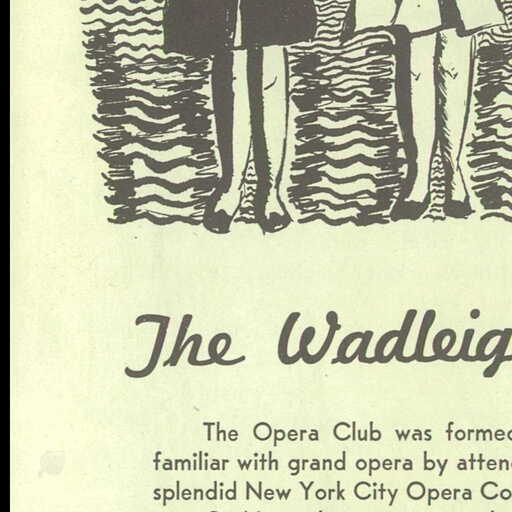 The Wadleig
The Opera Club was formed
familiar with grand opera by atten
splendid New York City Opera Co